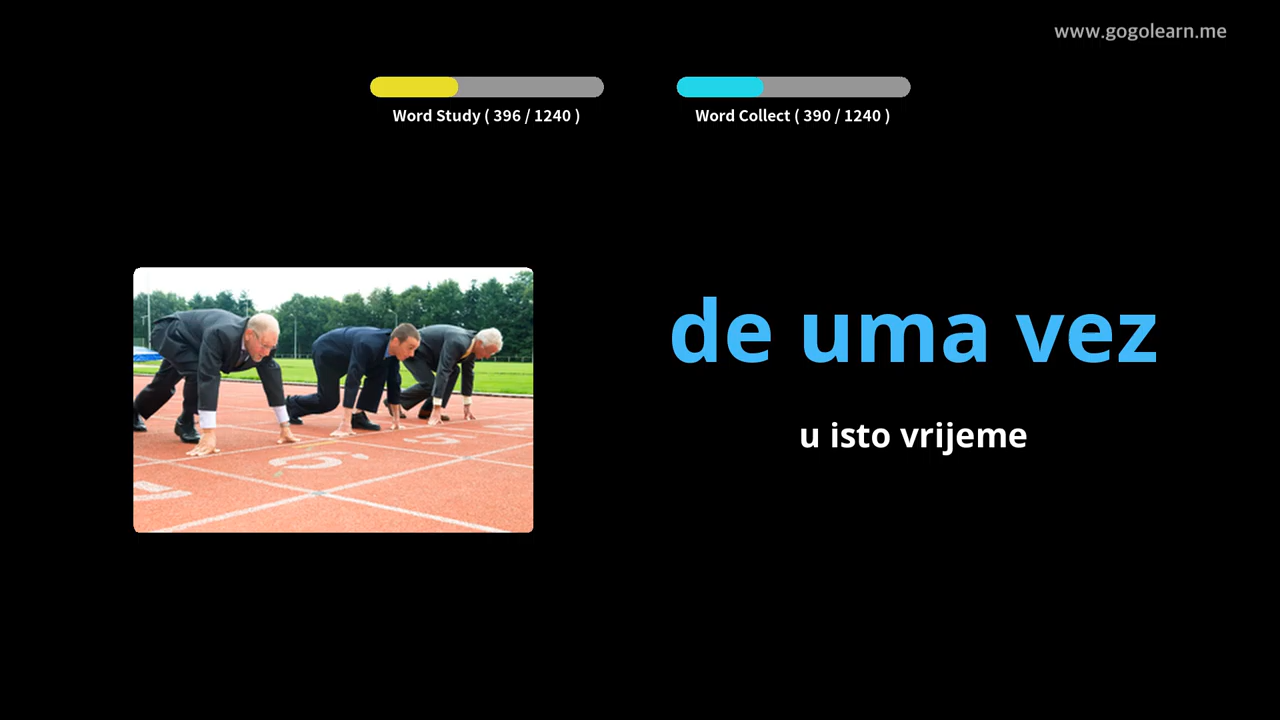 www.gogolearn.me
Word Study ( 396 / 1240 )
Word Collect ( 390 / 1240 )
de uma vez
u isto vrijeme